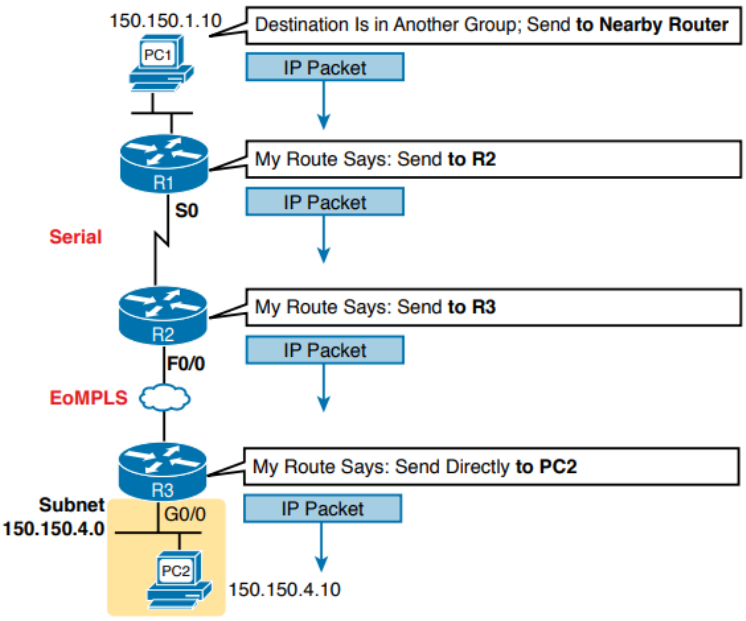 150.150.1.10
Destination Is in Another Group; Send to Nearby Router
PC1
IP Packet
My Route Says: Send to R2
R1
IP Packet
S0
Serial
My Route Says: Send to R3
R2
IP Packet
F0/0
EoMPLS
My Route Says: Send Directly to PC2
R3
Subnet
150.150.4.0
G0/0
IP Packet
PC2
150.150.4.10